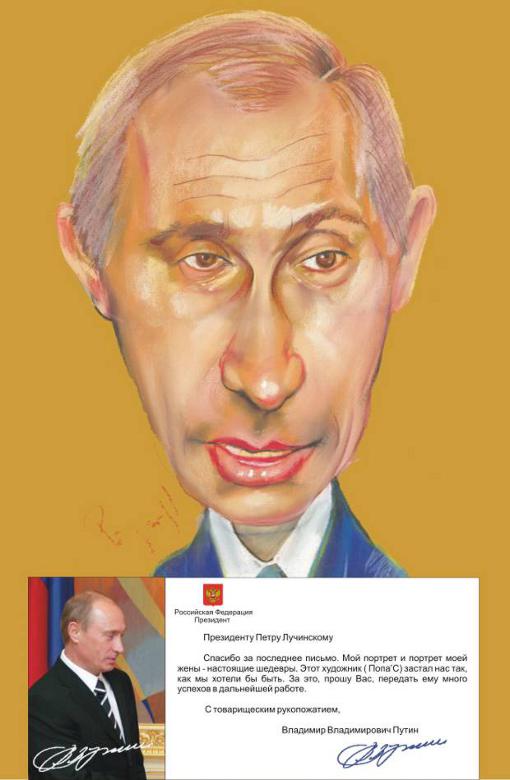 Российская Федерация
Президент
Президенту Петру Лучинскому
Спасибо за последнее письмо. Мой портрет и портрет моей
жены - настоящие шедевры. Этот художник ( Попа'С) застал нас так,
как мы хотели бы быть. За это, прошу Вас, передать ему много
успехов в дальнейшей работе.
С товарищеским рукопожатием,
Владимир Владимирович Путин